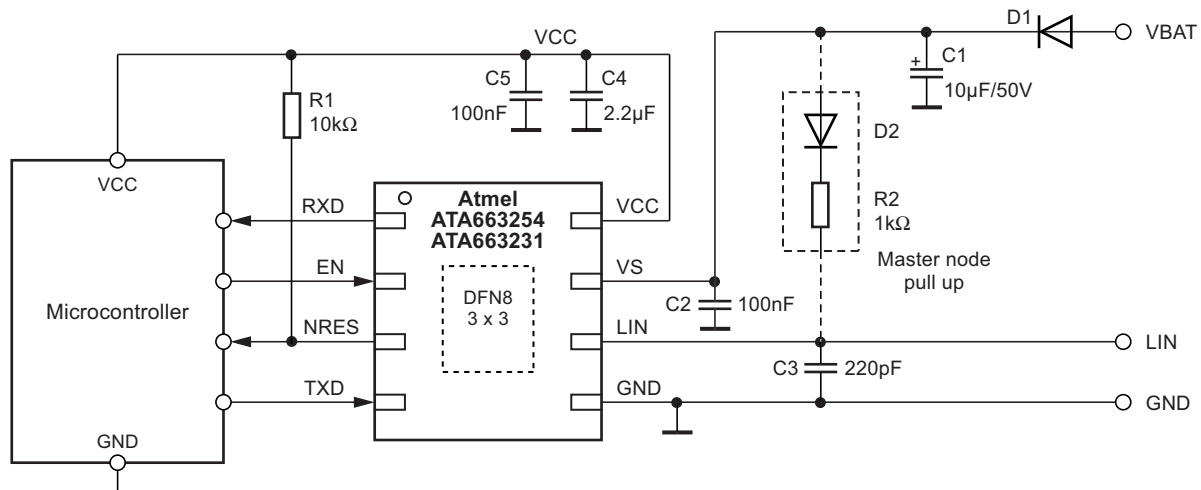 D1
VBAT
VCC
C1
+
10µF/50V
C5
100nF
C4
2.2µF
R1
10kΩ
D2
VCC
RXD
Atmel
ATA663254
ATA663231
VCC
R2
1kΩ
EN
VS
Master node
pull up
Microcontroller
DFN8
3 x 3
C2
100nF
NRES
LIN
LIN
C3
220pF
TXD
GND
GND
GND